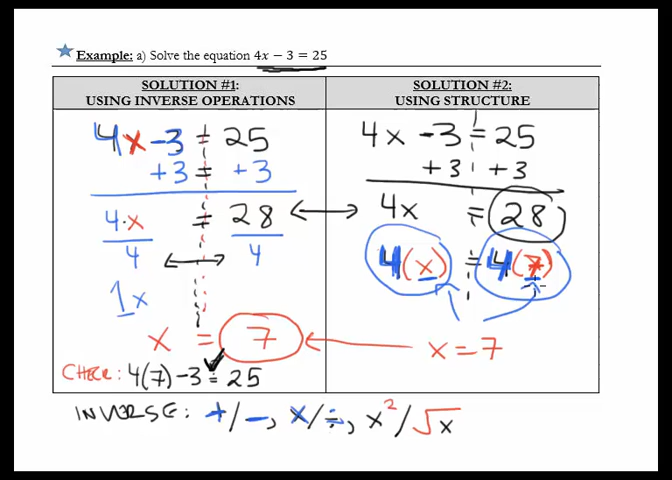 Example: a) Solve the equation 4x − 3 = 25
SOLUTION #1:
USING INVERSE OPERATIONS
4x -3 = 25
+3 = +3
4·x = 28
4 4
1x
x = 7
CHECK: 4(7) -3 = 25
SOLUTION #2:
USING STRUCTURE
4x -3 = 25
+3 +3
4x = 28
4(x) = 4(7)
x = 7
INVERSE: +/−, x/÷, x²/√x